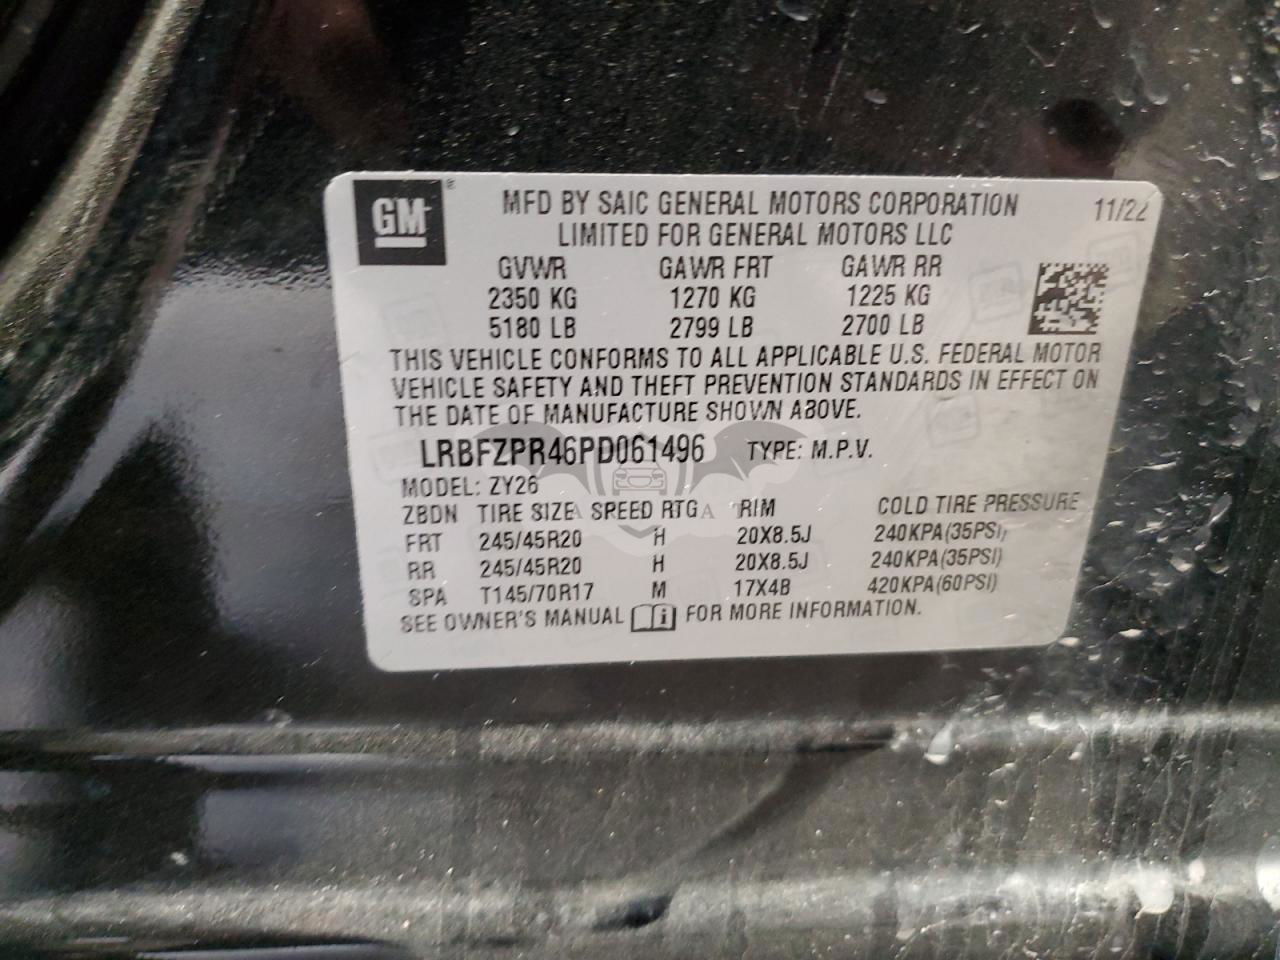 GM ®
MFD BY SAIC GENERAL MOTORS CORPORATION 11/22
LIMITED FOR GENERAL MOTORS LLC
GVWR GAWR FRT GAWR RR
2350 KG 1270 KG 1225 KG
5180 LB 2799 LB 2700 LB
THIS VEHICLE CONFORMS TO ALL APPLICABLE U.S. FEDERAL MOTOR
VEHICLE SAFETY AND THEFT PREVENTION STANDARDS IN EFFECT ON
THE DATE OF MANUFACTURE SHOWN ABOVE.
LRBFZPR46PD061496 TYPE: M.P.V.
MODEL: ZY26
ZBDN TIRE SIZE SPEED RTG RIM COLD TIRE PRESSURE
FRT 245/45R20 H 20X8.5J 240KPA(35PSI)
RR 245/45R20 H 20X8.5J 240KPA(35PSI)
SPA T145/70R17 M 17X4B 420KPA(60PSI)
SEE OWNER'S MANUAL i FOR MORE INFORMATION.